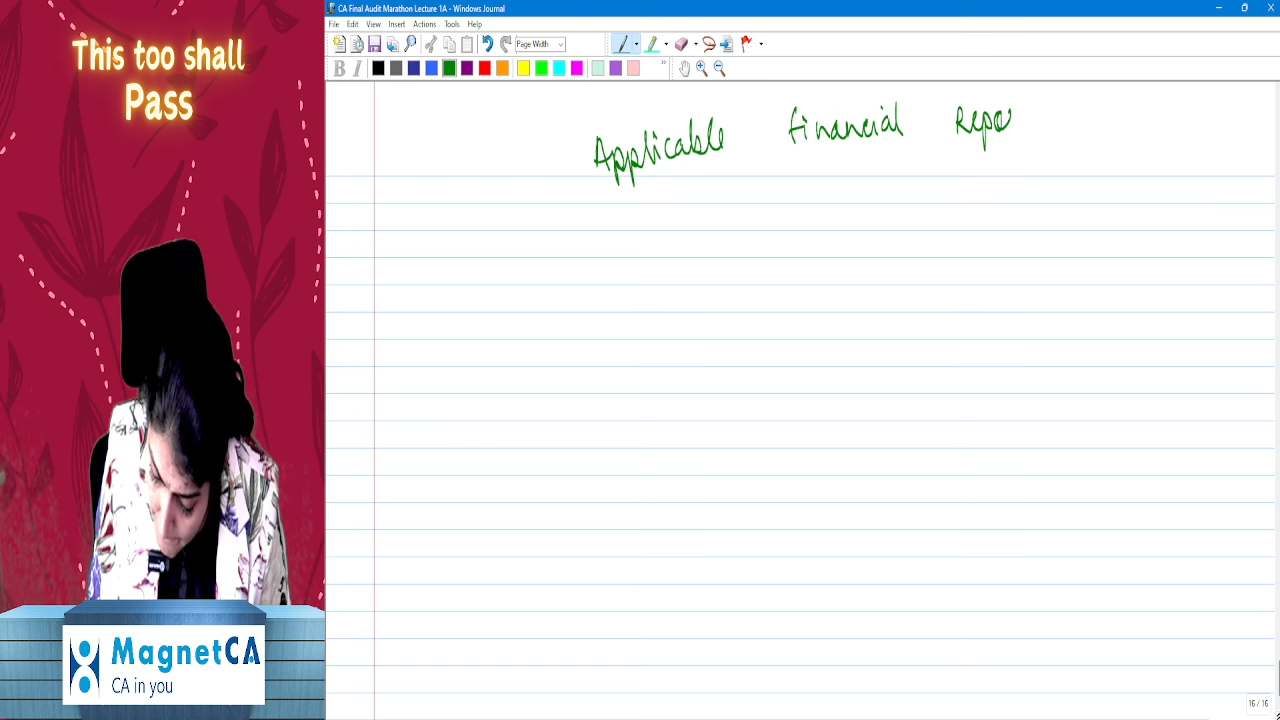 CA Final Audit Marathon Lecture 1A - Windows Journal
File Edit View Insert Actions Tools Help
Page Width
B I
This too shall
Pass
Applicable financial Repo
MagnetCA
CA in you
16 / 16